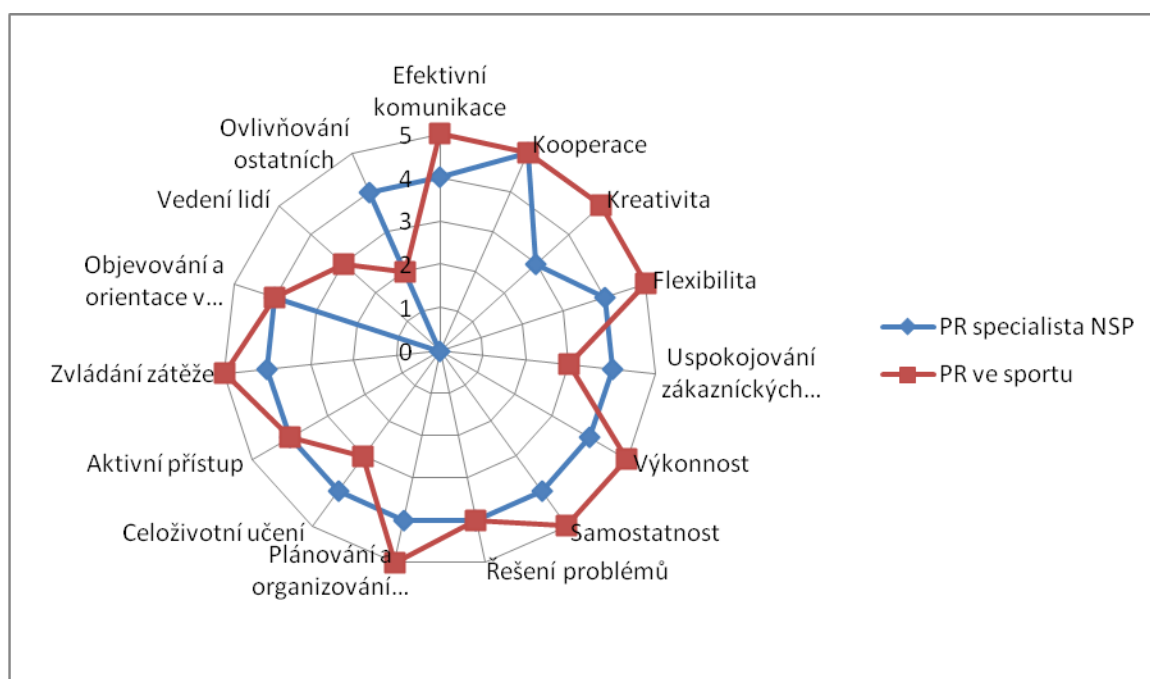 Efektivní
komunikace
Kooperace
Kreativita
Flexibilita
Uspokojování
zákaznických...
Výkonnost
Samostatnost
Řešení problémů
Plánování a
organizování...
Celoživotní učení
Aktivní přístup
Zvládání zátěže
Objevování a
orientace v...
Vedení lidí
Ovlivňování
ostatních
5
4
3
2
1
0
PR specialista NSP
PR ve sportu